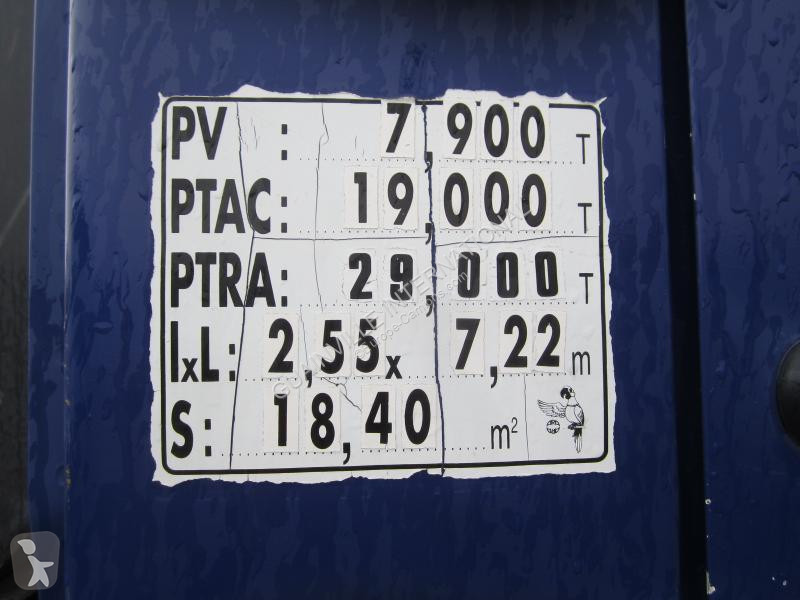 PV : 7,900 T
PTAC: 19,000 T
PTRA: 29,000 T
lxL: 2,55x 7,22 m
S: 18,40 m²